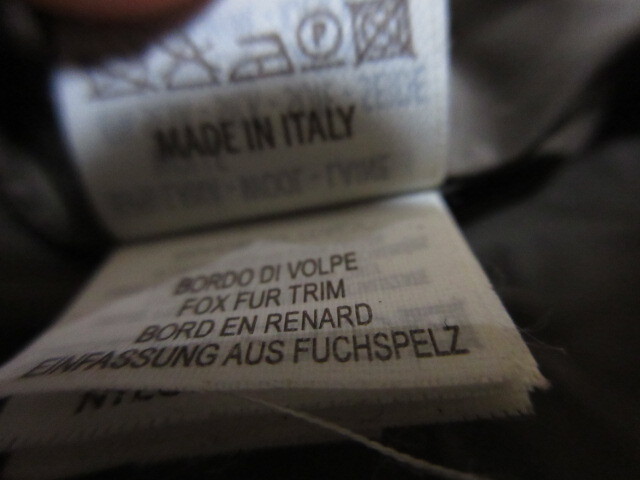 MADE IN ITALY
BORDO DI VOLPE
FOX FUR TRIM
BORD EN RENARD
EINFASSUNG AUS FUCHSPELZ